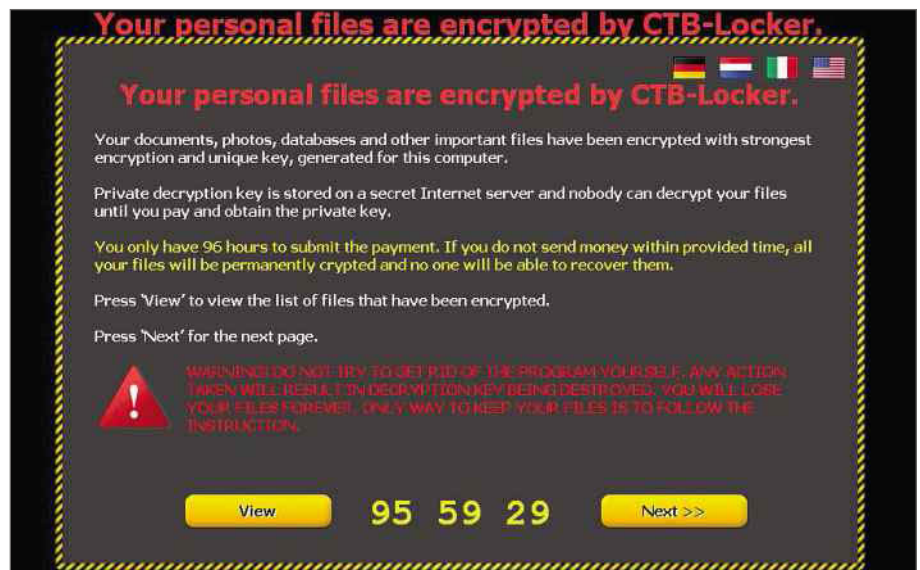 Your personal files are encrypted by CTB-Locker.
Your personal files are encrypted by CTB-Locker.
Your documents, photos, databases and other important files have been encrypted with strongest
encryption and unique key, generated for this computer.
Private decryption key is stored on a secret Internet server and nobody can decrypt your files
until you pay and obtain the private key.
You only have 96 hours to submit the payment. If you do not send money within provided time, all
your files will be permanently crypted and no one will be able to recover them.
Press 'View' to view the list of files that have been encrypted.
Press 'Next' for the next page.
WARNING! DO NOT TRY TO GET RID OF THE PROGRAM YOURSELF. ANY ACTION
TAKEN WILL RESULT IN DECRYPTION KEY BEING DESTROYED. YOU WILL LOSE
YOUR FILES FOREVER. ONLY WAY TO KEEP YOUR FILES IS TO FOLLOW THE
INSTRUCTION.
View 95 59 29 Next >>